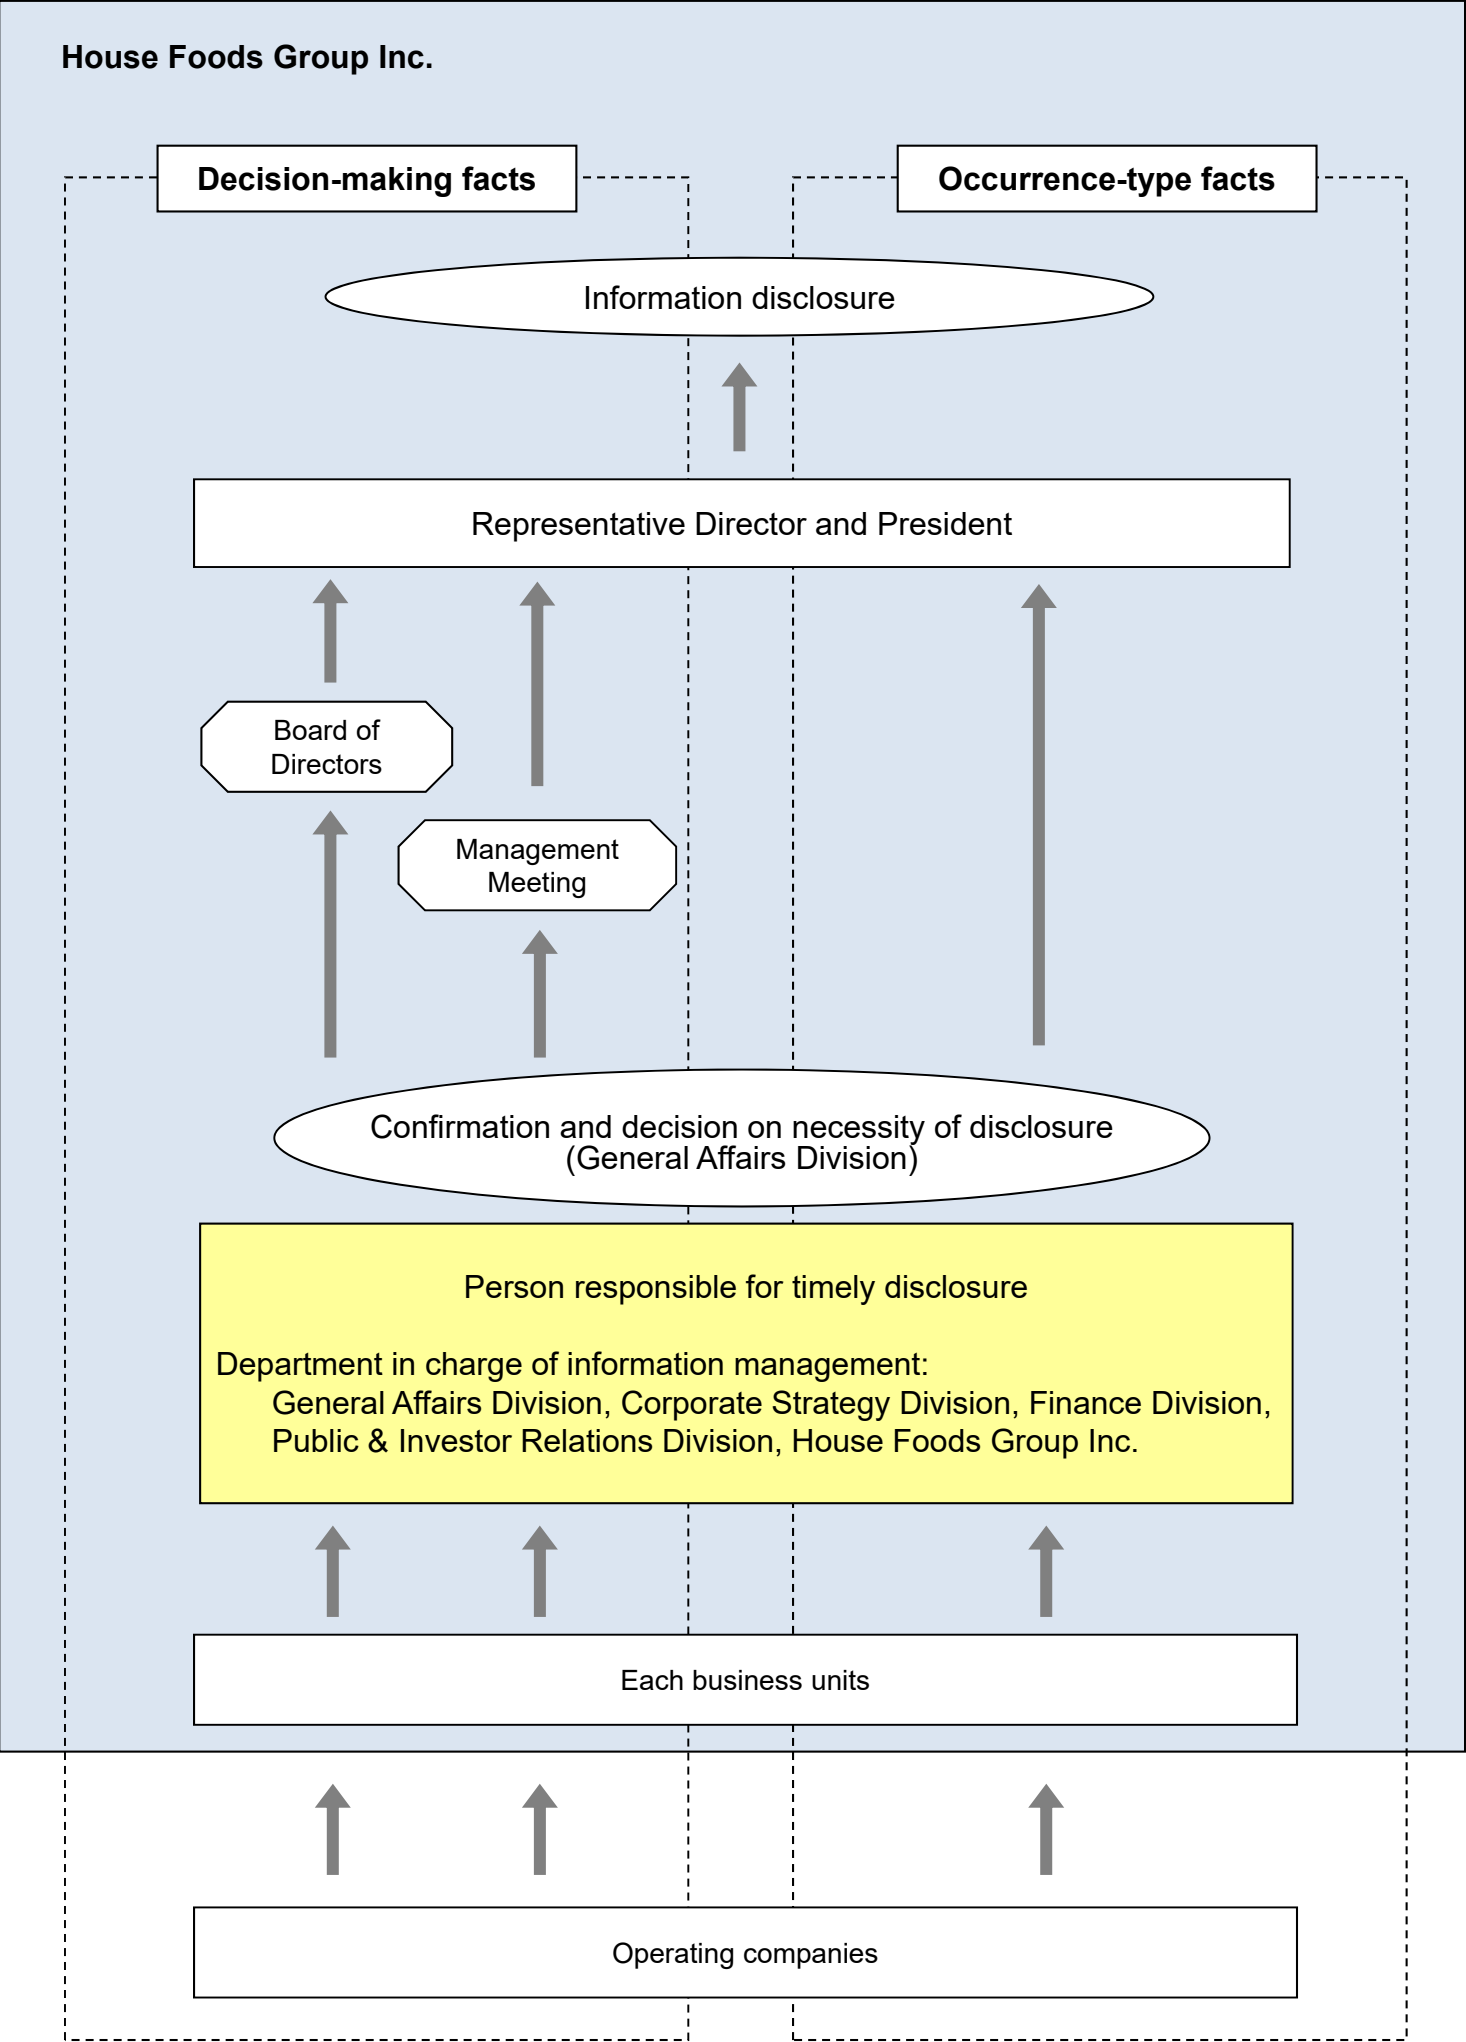 House Foods Group Inc.
Decision-making facts
Occurrence-type facts
Information disclosure
Representative Director and President
Board of
Directors
Management
Meeting
Confirmation and decision on necessity of disclosure
(General Affairs Division)
Person responsible for timely disclosure
Department in charge of information management:
General Affairs Division, Corporate Strategy Division, Finance Division,
Public & Investor Relations Division, House Foods Group Inc.
Each business units
Operating companies